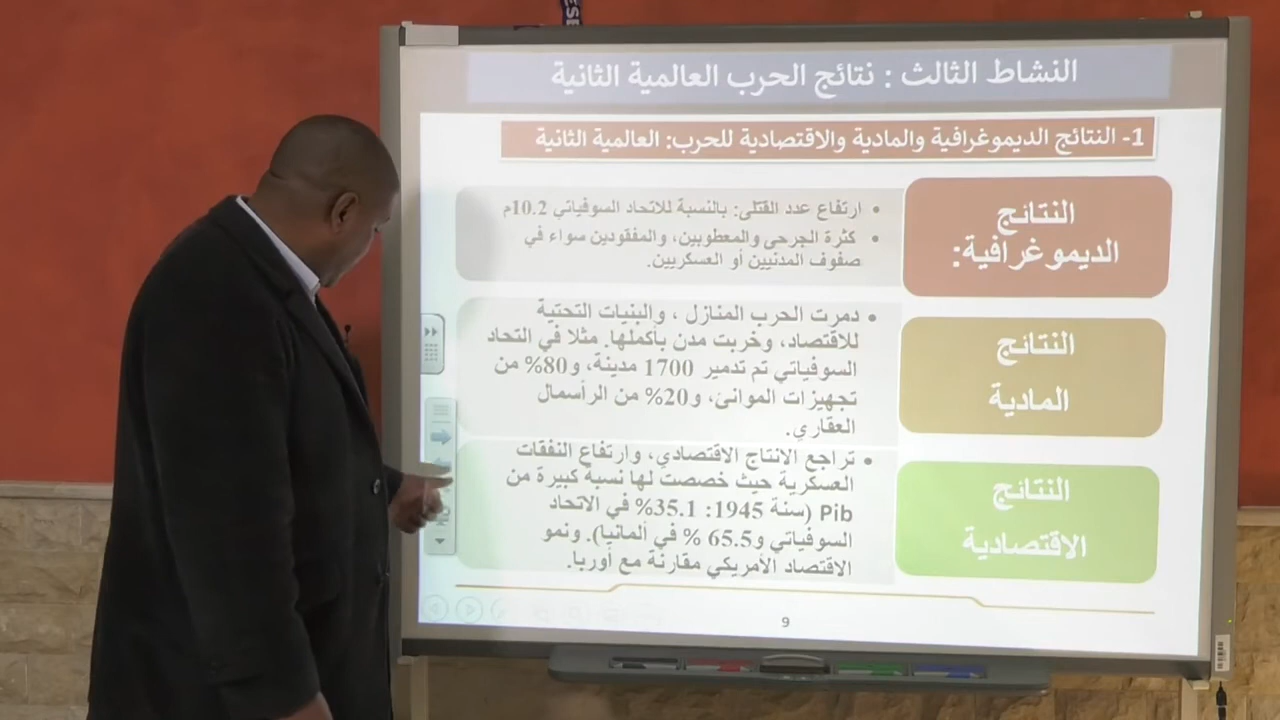 النشاط الثالث : نتائج الحرب العالمية الثانية
1- النتائج الديموغرافية والمادية والاقتصادية للحرب: العالمية الثانية
النتائج
الديموغرافية:
• ارتفاع عدد القتلى: بالنسبة للاتحاد السوفياتي 10.2م
• كثرة الجرحى والمعطوبين، والمفقودين سواء في
صفوف المدنيين أو العسكريين.
النتائج
المادية
• دمرت الحرب المنازل ، والبنيات التحتية
للاقتصاد، وخربت مدن بأكملها. مثلا في التحاد
السوفياتي تم تدمير 1700 مدينة، و80% من
تجهيزات الموانئ، و20% من الرأسمال
العقاري.
النتائج
الاقتصادية
• تراجع الانتاج الاقتصادي، وارتفاع النفقات
العسكرية حيث خصصت لها نسبة كبيرة من
Pib (سنة 1945: 35.1% في الاتحاد
السوفياتي و65.5 % في ألمانيا). ونمو
الاقتصاد الأمريكي مقارنة مع أوربا.
9